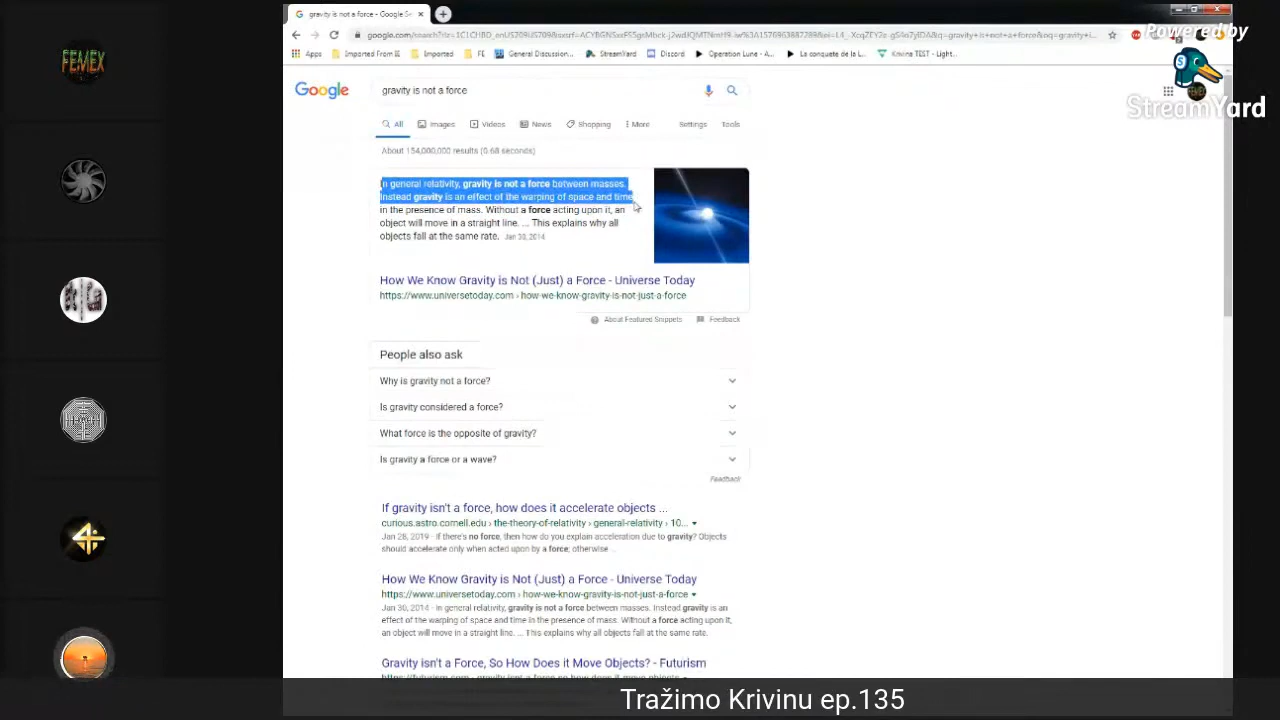 gravity is not a force - Google Se
Powered by
StreamYard
Apps
Imported From IE
Imported
FE
General Discussion...
StreamYard
Discord
Operation Lune - A...
La conquete de la L...
Krivina TEST - Light...
Google
gravity is not a force
All Images Videos News Shopping More Settings Tools
About 154,000,000 results (0.68 seconds)
In general relativity, gravity is not a force between masses.
Instead gravity is an effect of the warping of space and time
in the presence of mass. Without a force acting upon it, an
object will move in a straight line. ... This explains why all
objects fall at the same rate. Jan 30, 2014
How We Know Gravity is Not (Just) a Force - Universe Today
https://www.universetoday.com › how-we-know-gravity-is-not-just-a-force
About Featured Snippets Feedback
People also ask
Why is gravity not a force?
Is gravity considered a force?
What force is the opposite of gravity?
Is gravity a force or a wave?
Feedback
If gravity isn't a force, how does it accelerate objects ...
curious.astro.cornell.edu › the-theory-of-relativity › general-relativity › 10...
Jan 28, 2019 - If there's no force, then how do you explain acceleration due to gravity? Objects
should accelerate only when acted upon by a force; otherwise ...
How We Know Gravity is Not (Just) a Force - Universe Today
https://www.universetoday.com › how-we-know-gravity-is-not-just-a-force
Jan 30, 2014 - In general relativity, gravity is not a force between masses. Instead gravity is an
effect of the warping of space and time in the presence of mass. Without a force acting upon it,
an object will move in a straight line. ... This explains why all objects fall at the same rate.
Gravity isn't a Force, So How Does it Move Objects? - Futurism
FEMEX
Tražimo Krivinu ep.135